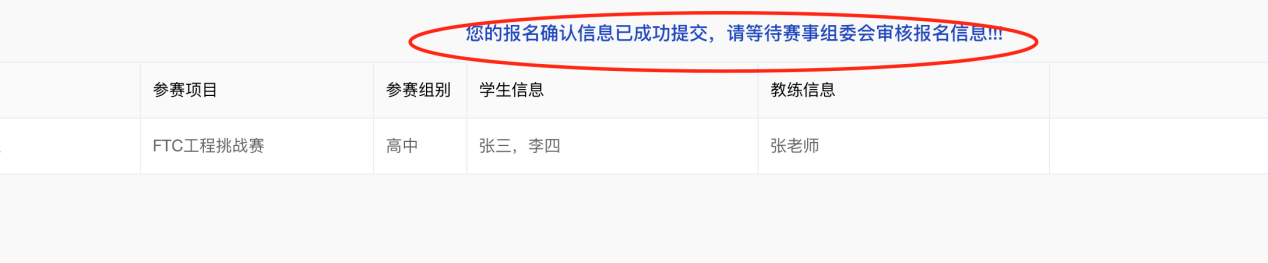 您的报名确认信息已成功提交，请等待赛事组委会审核报名信息!!!
参赛项目 参赛组别 学生信息 教练信息
FTC工程挑战赛 高中 张三，李四 张老师